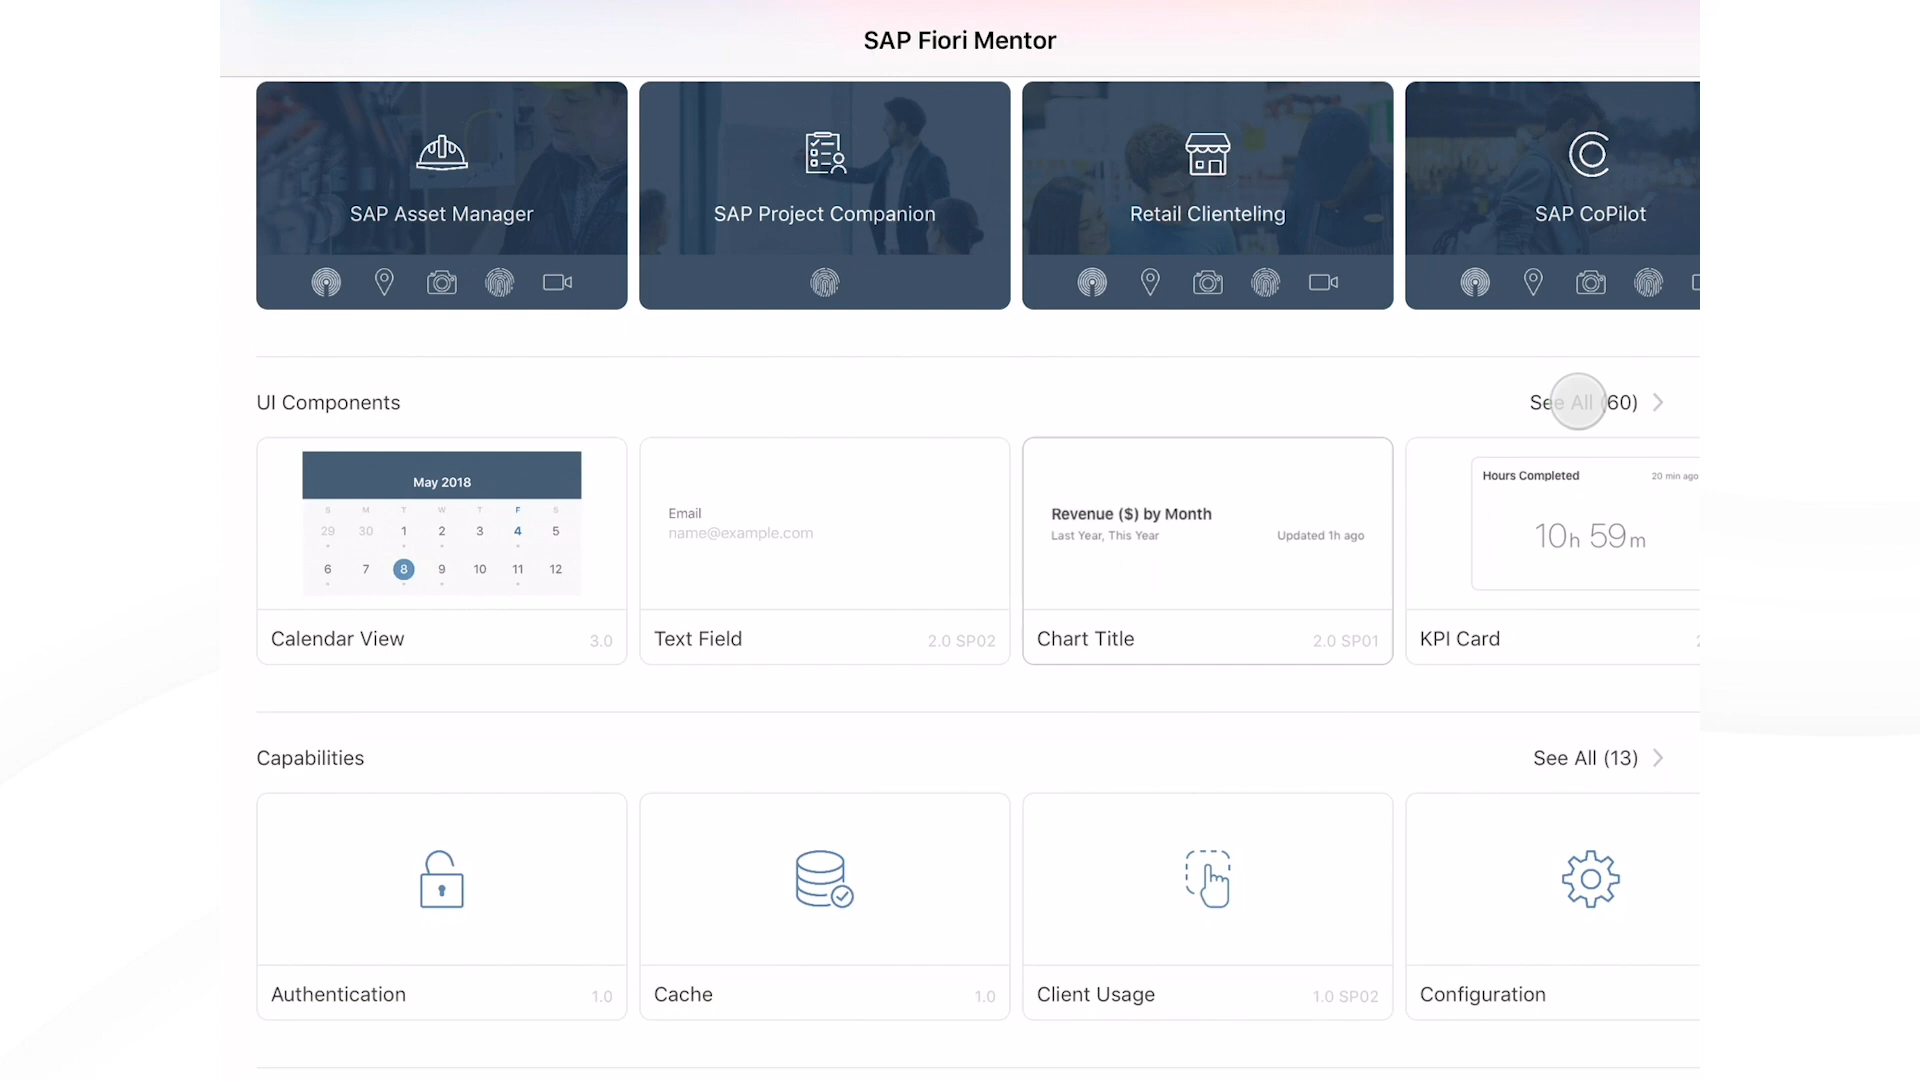 SAP Fiori Mentor
SAP Asset Manager
SAP Project Companion
Retail Clienteling
SAP CoPilot
UI Components
See All (60)
May 2018
S M T W T F S
29 30 1 2 3 4 5
6 7 8 9 10 11 12
Calendar View 3.0
Email
name@example.com
Text Field 2.0 SP02
Revenue ($) by Month
Last Year, This Year
Updated 1h ago
Chart Title 2.0 SP01
Hours Completed
20 min ago
10h 59m
KPI Card
Capabilities
See All (13)
Authentication 1.0
Cache 1.0
Client Usage 1.0 SP02
Configuration